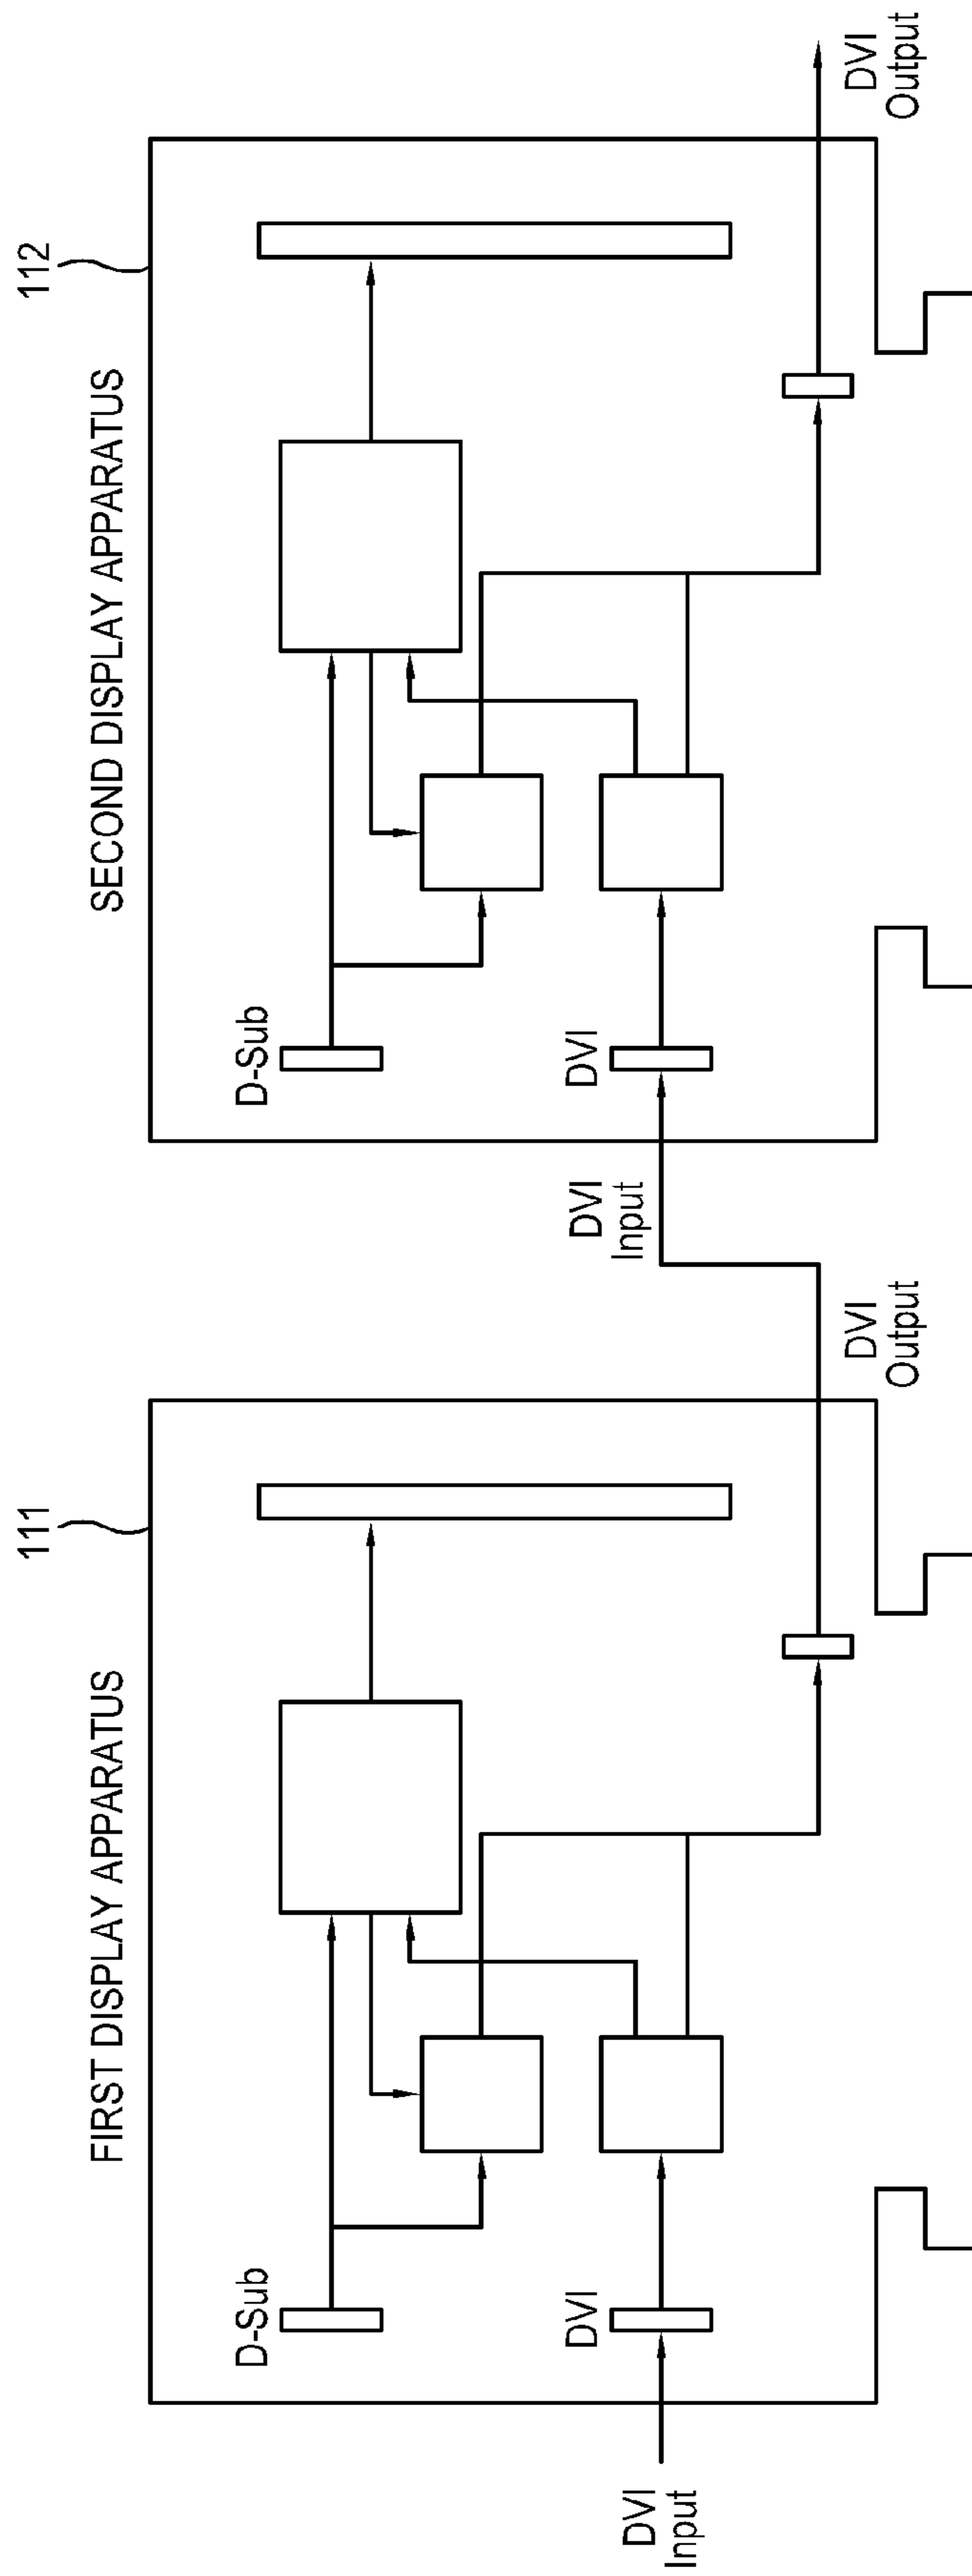 FIRST DISPLAY APPARATUS
111
D-Sub
DVI
DVI
Input
DVI
Output
SECOND DISPLAY APPARATUS
112
D-Sub
DVI
DVI
Input
DVI
Output